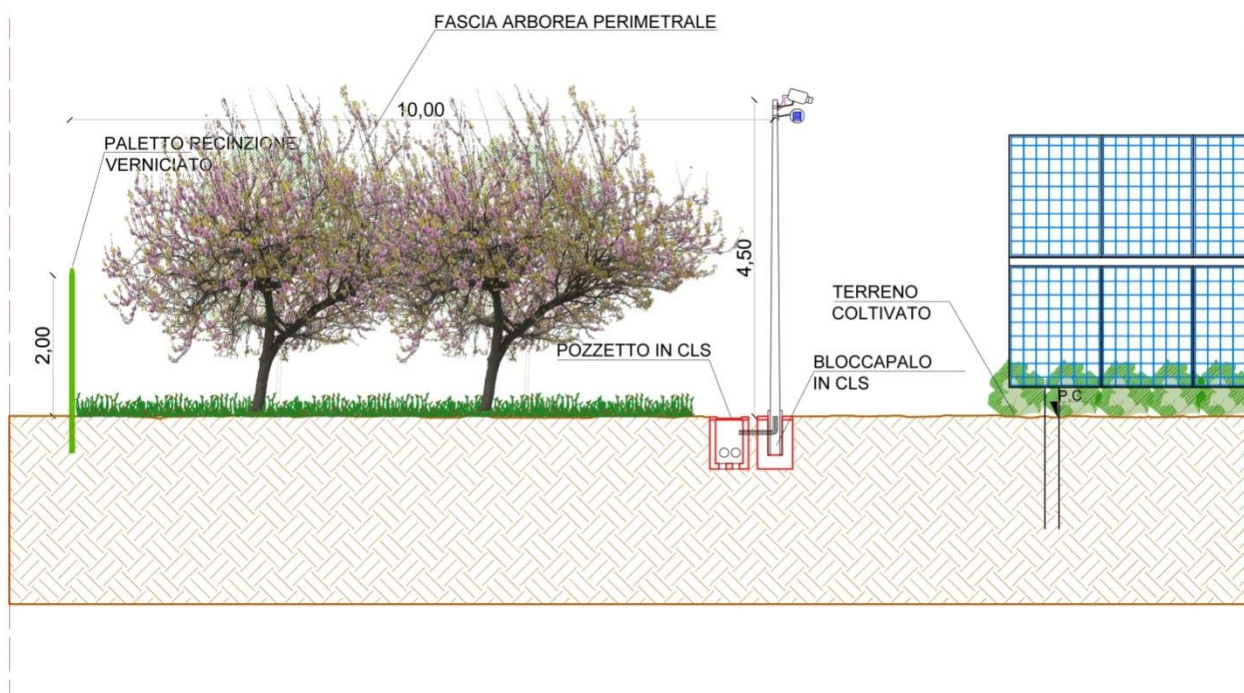 FASCIA ARBOREA PERIMETRALE
10,00
PALETTO RECINZIONE
VERNICIATO
4,50
2,00
TERRENO
COLTIVATO
POZZETTO IN CLS
BLOCCAPALO
IN CLS
P.C